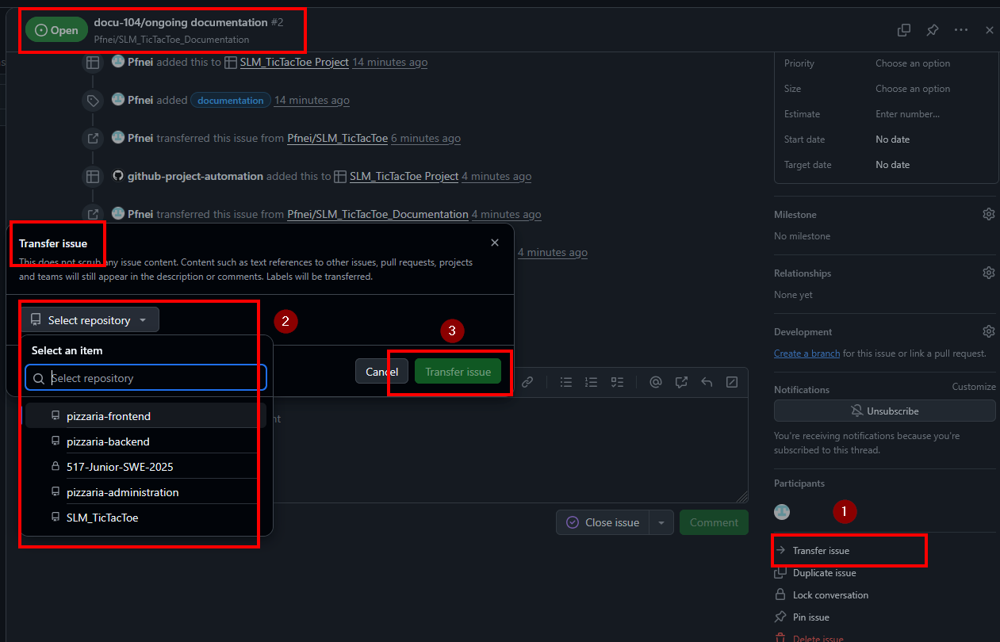 Open docu-104/ongoing documentation #2
Pfnei/SLM_TicTacToe_Documentation
Pfnei added this to SLM_TicTacToe Project 14 minutes ago
Pfnei added documentation 14 minutes ago
Pfnei transferred this issue from Pfnei/SLM_TicTacToe 6 minutes ago
github-project-automation added this to SLM_TicTacToe Project 4 minutes ago
Pfnei transferred this issue from Pfnei/SLM_TicTacToe_Documentation 4 minutes ago
4 minutes ago
Transfer issue
This does not scrub any issue content. Content such as text references to other issues, pull requests, projects
and teams will still appear in the description or comments. Labels will be transferred.
Select repository
2
3
Select an item
Cancel
Transfer issue
Select repository
pizzaria-frontend
pizzaria-backend
517-Junior-SWE-2025
pizzaria-administration
SLM_TicTacToe
Close issue
Comment
Priority Choose an option
Size Choose an option
Estimate Enter number...
Start date No date
Target date No date
Milestone
No milestone
Relationships
None yet
Development
Create a branch for this issue or link a pull request.
Notifications Customize
Unsubscribe
You're receiving notifications because you're
subscribed to this thread.
Participants
1
Transfer issue
Duplicate issue
Lock conversation
Pin issue
Delete issue